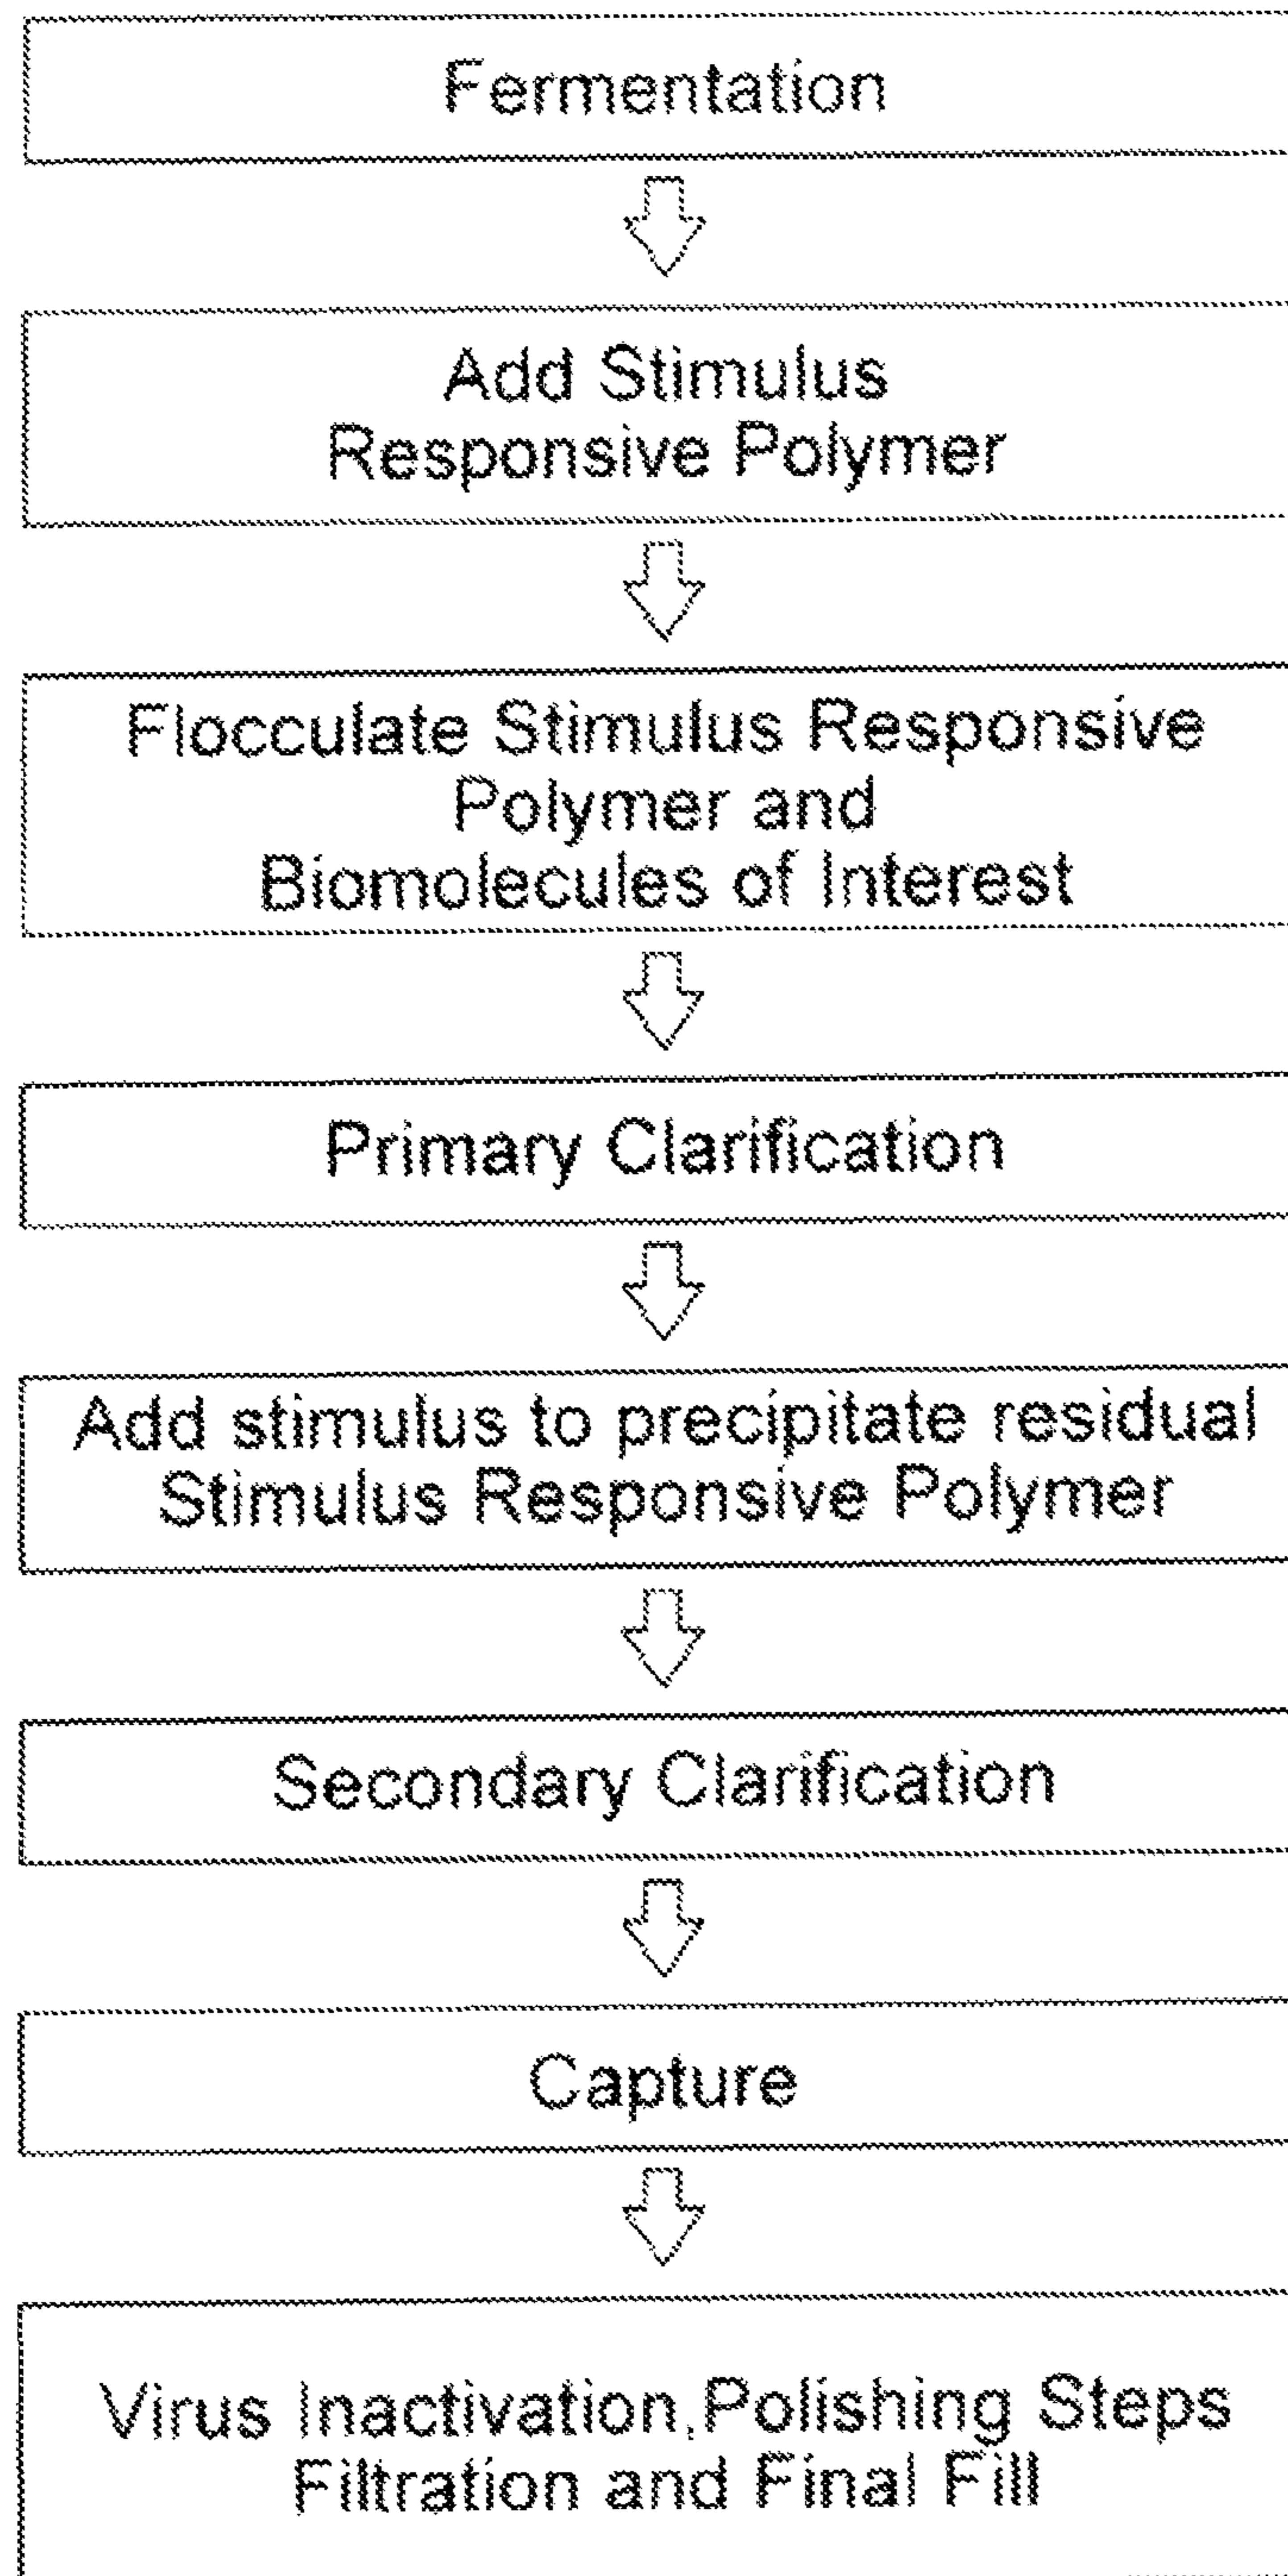 Fermentation
Add Stimulus
Responsive Polymer
Flocculate Stimulus Responsive
Polymer and
Biomolecules of Interest
Primary Clarification
Add stimulus to precipitate residual
Stimulus Responsive Polymer
Secondary Clarification
Capture
Virus Inactivation,Polishing Steps
Filtration and Final Fill